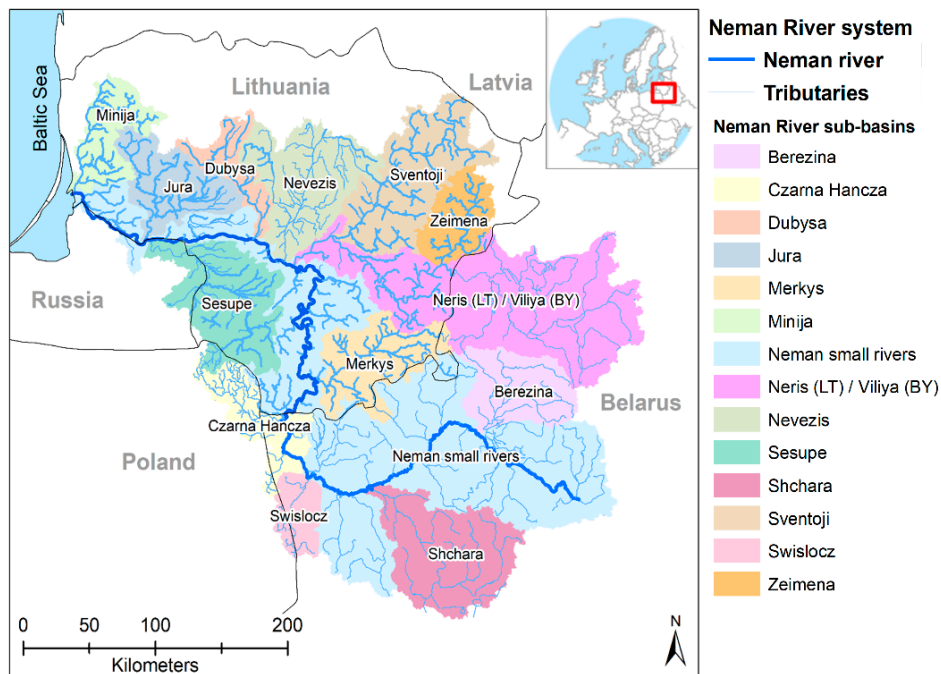 Baltic Sea
Lithuania
Latvia
Minija
Dubysa
Jura
Nevezis
Sventoji
Zeimena
Russia
Sesupe
Neris (LT) / Viliya (BY)
Merkys
Berezina
Belarus
Czarna Hancza
Poland
Neman small rivers
Swislocz
Shchara
0 50 100 200
Kilometers
N
Neman River system
Neman river
Tributaries
Neman River sub-basins
Berezina
Czarna Hancza
Dubysa
Jura
Merkys
Minija
Neman small rivers
Neris (LT) / Viliya (BY)
Nevezis
Sesupe
Shchara
Sventoji
Swislocz
Zeimena